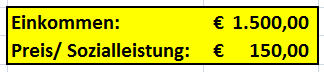 Einkommen: € 1.500,00
Preis/ Sozialleistung: € 150,00